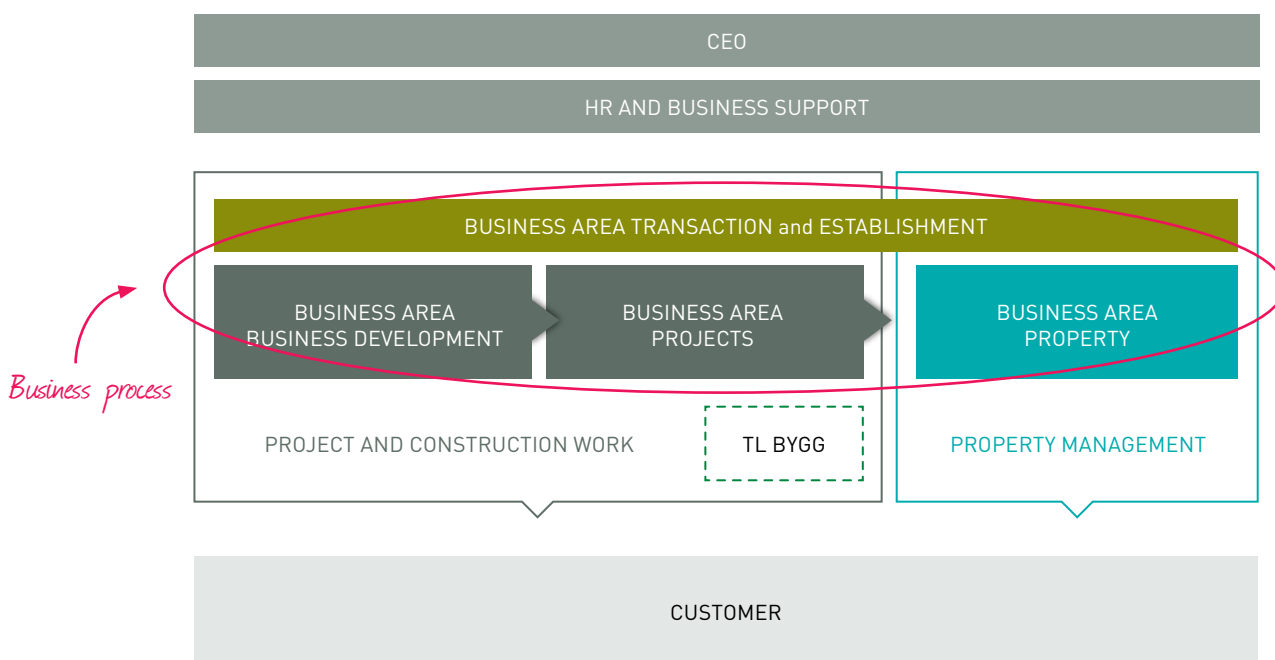 CEO
HR AND BUSINESS SUPPORT
BUSINESS AREA TRANSACTION and ESTABLISHMENT
BUSINESS AREA
BUSINESS DEVELOPMENT
BUSINESS AREA
PROJECTS
BUSINESS AREA
PROPERTY
Business process
PROJECT AND CONSTRUCTION WORK
TL BYGG
PROPERTY MANAGEMENT
CUSTOMER